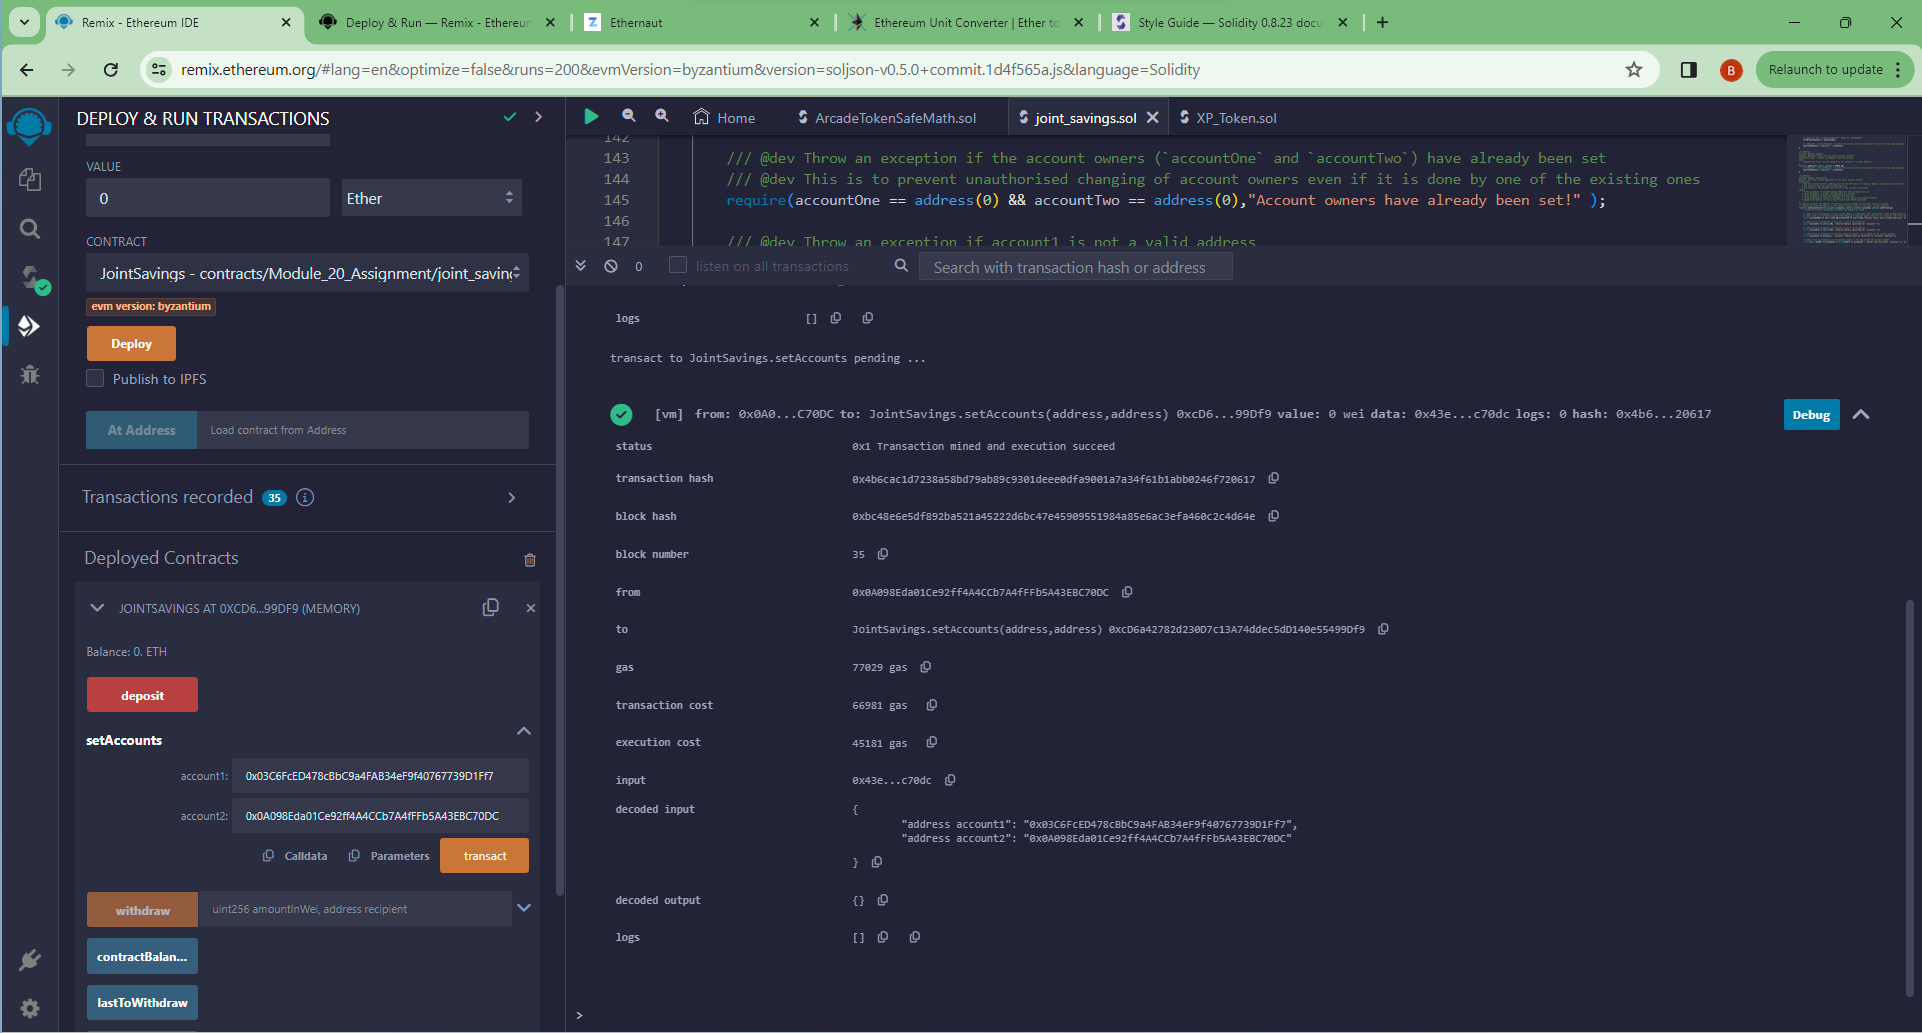 Remix - Ethereum IDE
Deploy & Run — Remix - Ethereun
Ethernaut
Ethereum Unit Converter | Ether to
Style Guide — Solidity 0.8.23 docu
remix.ethereum.org/#lang=en&optimize=false&runs=200&evmVersion=byzantium&version=soljson-v0.5.0+commit.1d4f565a.js&language=Solidity
B
Relaunch to update
DEPLOY & RUN TRANSACTIONS
VALUE
0
Ether
CONTRACT
JointSavings - contracts/Module_20_Assignment/joint_saving
evm version: byzantium
Deploy
Publish to IPFS
At Address
Load contract from Address
Transactions recorded 35
Deployed Contracts
JOINTSAVINGS AT 0XCD6...99DF9 (MEMORY)
Balance: 0. ETH
deposit
setAccounts
account1: 0x03C6FcED478cBbC9a4FAB34eF9f40767739D1Ff7
account2: 0x0A098Eda01Ce92ff4A4CCb7A4fFFb5A43EBC70DC
Calldata
Parameters
transact
withdraw
uint256 amountInWei, address recipient
contractBalan...
lastToWithdraw
Home
ArcadeTokenSafeMath.sol
joint_savings.sol
XP_Token.sol
142
143 /// @dev Throw an exception if the account owners (`accountOne` and `accountTwo`) have already been set
144 /// @dev This is to prevent unauthorised changing of account owners even if it is done by one of the existing ones
145 require(accountOne == address(0) && accountTwo == address(0),"Account owners have already been set!" );
146
147 /// @dev Throw an exception if account1 is not a valid address
0
listen on all transactions
Search with transaction hash or address
logs []
transact to JointSavings.setAccounts pending ...
[vm] from: 0x0A0...C70DC to: JointSavings.setAccounts(address,address) 0xcD6...99Df9 value: 0 wei data: 0x43e...c70dc logs: 0 hash: 0x4b6...20617
Debug
status 0x1 Transaction mined and execution succeed
transaction hash 0x4b6cac1d7238a58bd79ab89c9301deee0dfa9001a7a34f61b1abb0246f720617
block hash 0xbc48e6e5df892ba521a45222d6bc47e45909551984a85e6ac3efa460c2c4d64e
block number 35
from 0x0A098Eda01Ce92ff4A4CCb7A4fFFb5A43EBC70DC
to JointSavings.setAccounts(address,address) 0xcD6a42782d230D7c13A74ddec5dD140e55499Df9
gas 77029 gas
transaction cost 66981 gas
execution cost 45181 gas
input 0x43e...c70dc
decoded input {
"address account1": "0x03C6FcED478cBbC9a4FAB34eF9f40767739D1Ff7",
"address account2": "0x0A098Eda01Ce92ff4A4CCb7A4fFFb5A43EBC70DC"
}
decoded output {}
logs []
>